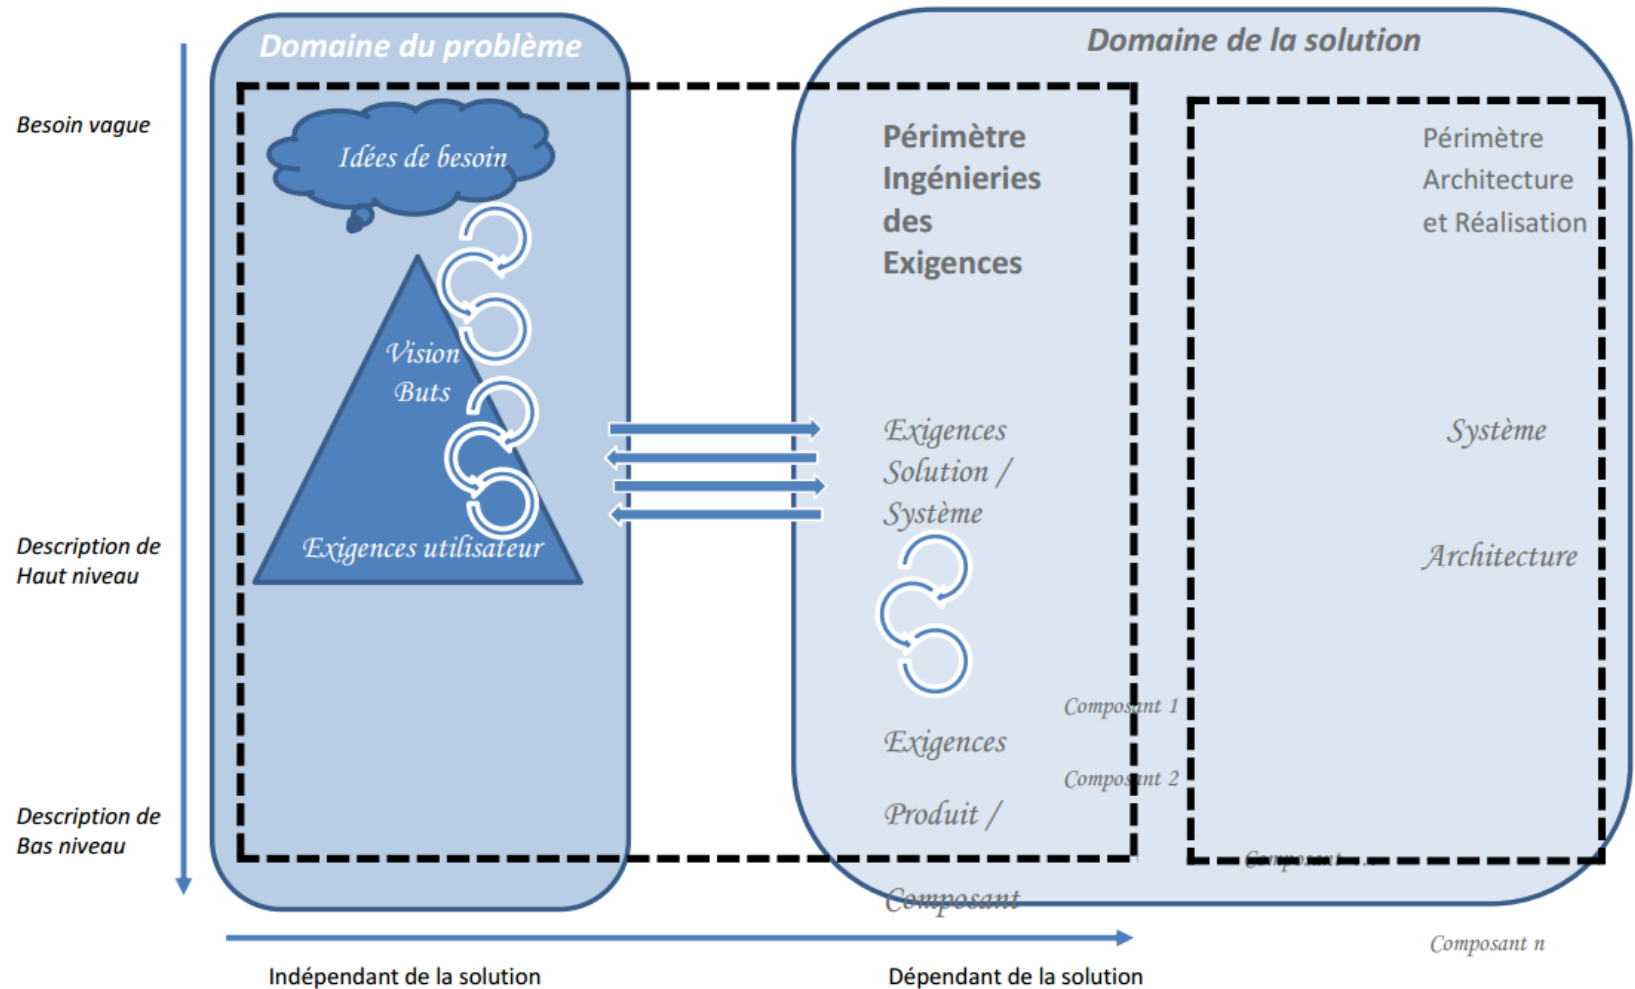 Domaine du problème
Domaine de la solution
Besoin vague
Idées de besoin
Périmètre
Ingénieries
des
Exigences
Périmètre
Architecture
et Réalisation
Vision
Buts
Exigences utilisateur
Exigences
Solution /
Système
Système
Architecture
Description de
Haut niveau
Composant 1
Exigences
Composant 2
Produit /
Description de
Bas niveau
Composant ...
Composant
Composant n
Indépendant de la solution
Dépendant de la solution